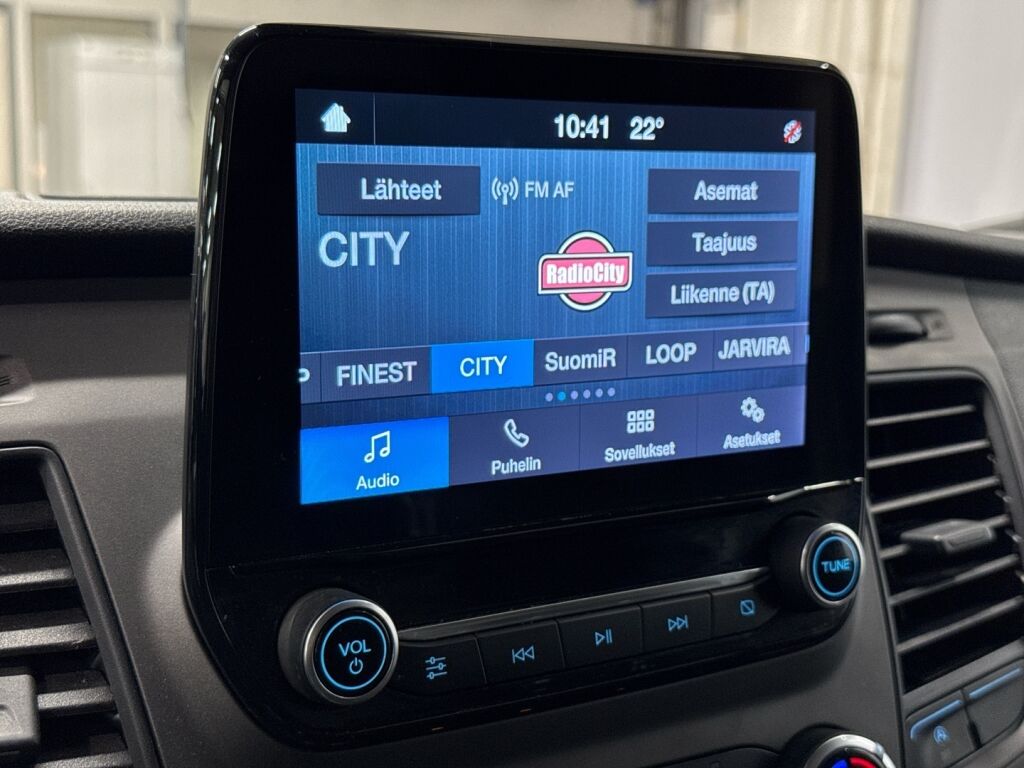 10:41 22°
Lähteet
FM AF
Asemat
CITY
RadioCity
Taajuus
Liikenne (TA)
P FINEST CITY SuomiR LOOP JARVIRA
Audio
Puhelin
Sovellukset
Asetukset
VOL
TUNE